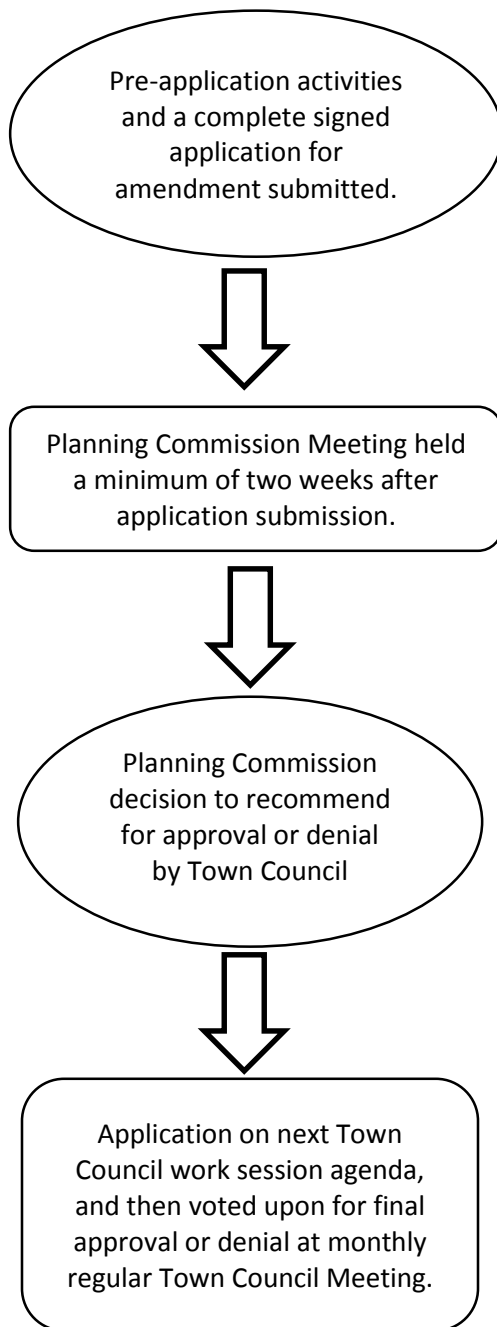 Pre-application activities
and a complete signed
application for
amendment submitted.
Planning Commission Meeting held
a minimum of two weeks after
application submission.
Planning Commission
decision to recommend
for approval or denial
by Town Council
Application on next Town
Council work session agenda,
and then voted upon for final
approval or denial at monthly
regular Town Council Meeting.